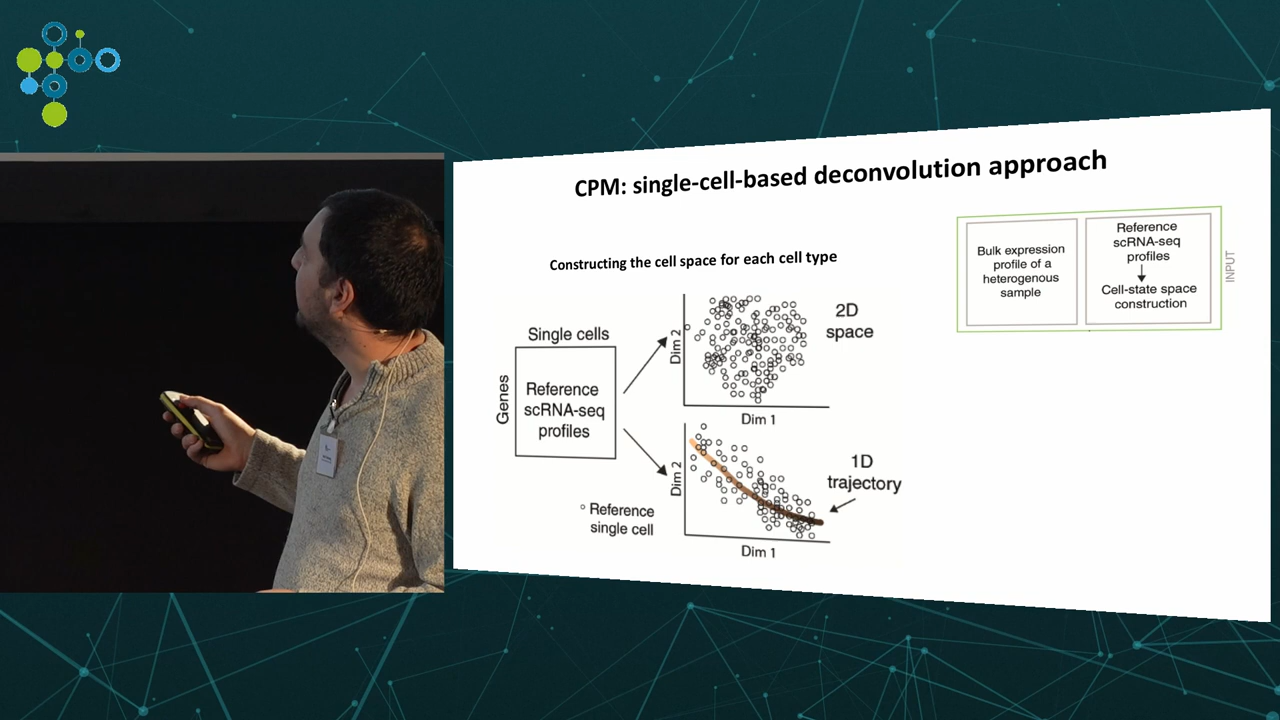 CPM: single-cell-based deconvolution approach
Constructing the cell space for each cell type
Single cells
Genes
Reference
scRNA-seq
profiles
Dim 2
Dim 1
2D
space
Dim 2
Dim 1
1D
trajectory
Reference
single cell
Bulk expression
profile of a
heterogenous
sample
Reference
scRNA-seq
profiles
Cell-state space
construction
INPUT